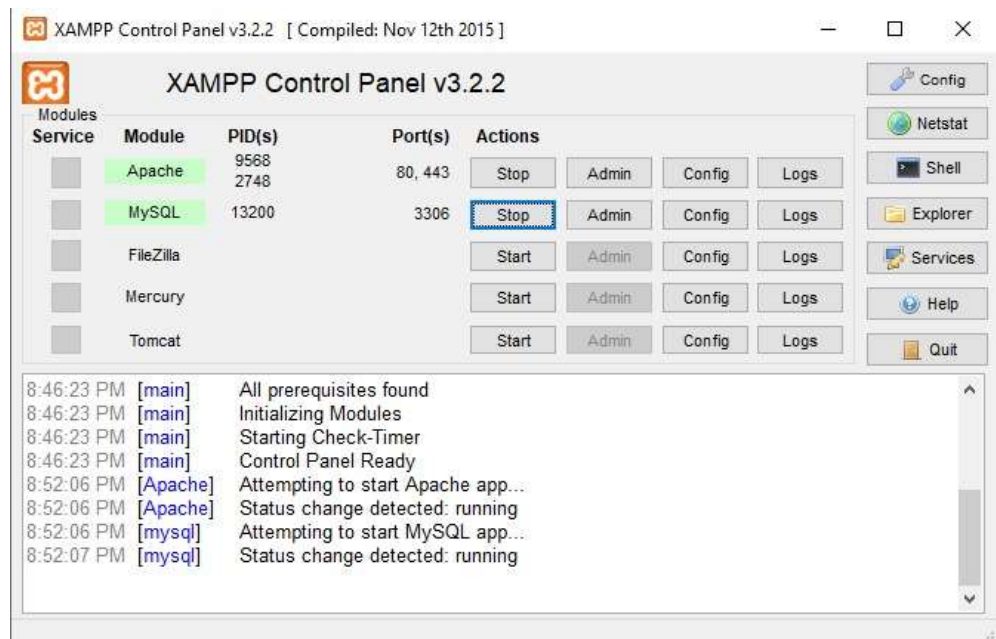 XAMPP Control Panel v3.2.2 [ Compiled: Nov 12th 2015 ]
XAMPP Control Panel v3.2.2
Config
Modules
Service Module PID(s) Port(s) Actions
Netstat
Apache 9568 2748 80, 443 Stop Admin Config Logs
Shell
MySQL 13200 3306 Stop Admin Config Logs
Explorer
FileZilla Start Admin Config Logs
Services
Mercury Start Admin Config Logs
Help
Tomcat Start Admin Config Logs
Quit
8:46:23 PM [main] All prerequisites found
8:46:23 PM [main] Initializing Modules
8:46:23 PM [main] Starting Check-Timer
8:46:23 PM [main] Control Panel Ready
8:52:06 PM [Apache] Attempting to start Apache app...
8:52:06 PM [Apache] Status change detected: running
8:52:06 PM [mysql] Attempting to start MySQL app...
8:52:07 PM [mysql] Status change detected: running